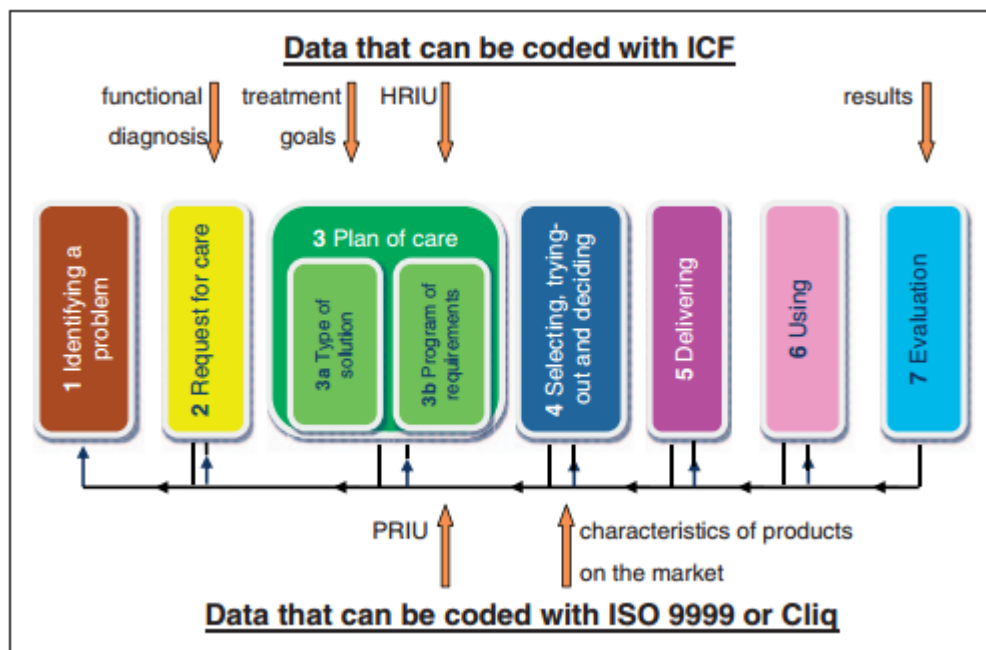 Data that can be coded with ICF
functional
diagnosis
treatment
goals
HRIU
results
1 Identifying a
problem
2 Request for care
3 Plan of care
3a Type of
solution
3b Program of
requirements
4 Selecting, trying-
out and deciding
5 Delivering
6 Using
7 Evaluation
PRIU
characteristics of products
on the market
Data that can be coded with ISO 9999 or Cliq